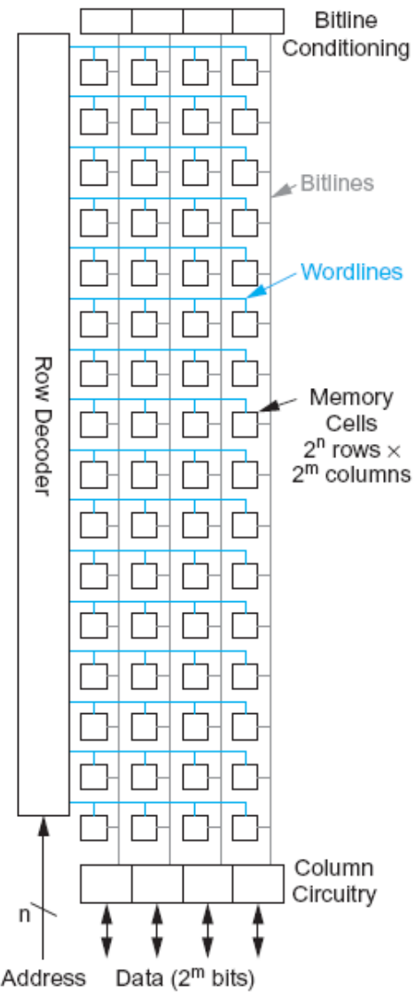 Bitline
Conditioning
Bitlines
Wordlines
Row Decoder
Memory
Cells
2ⁿ rows ×
2ᵐ columns
Column
Circuitry
n
Address
Data (2ᵐ bits)